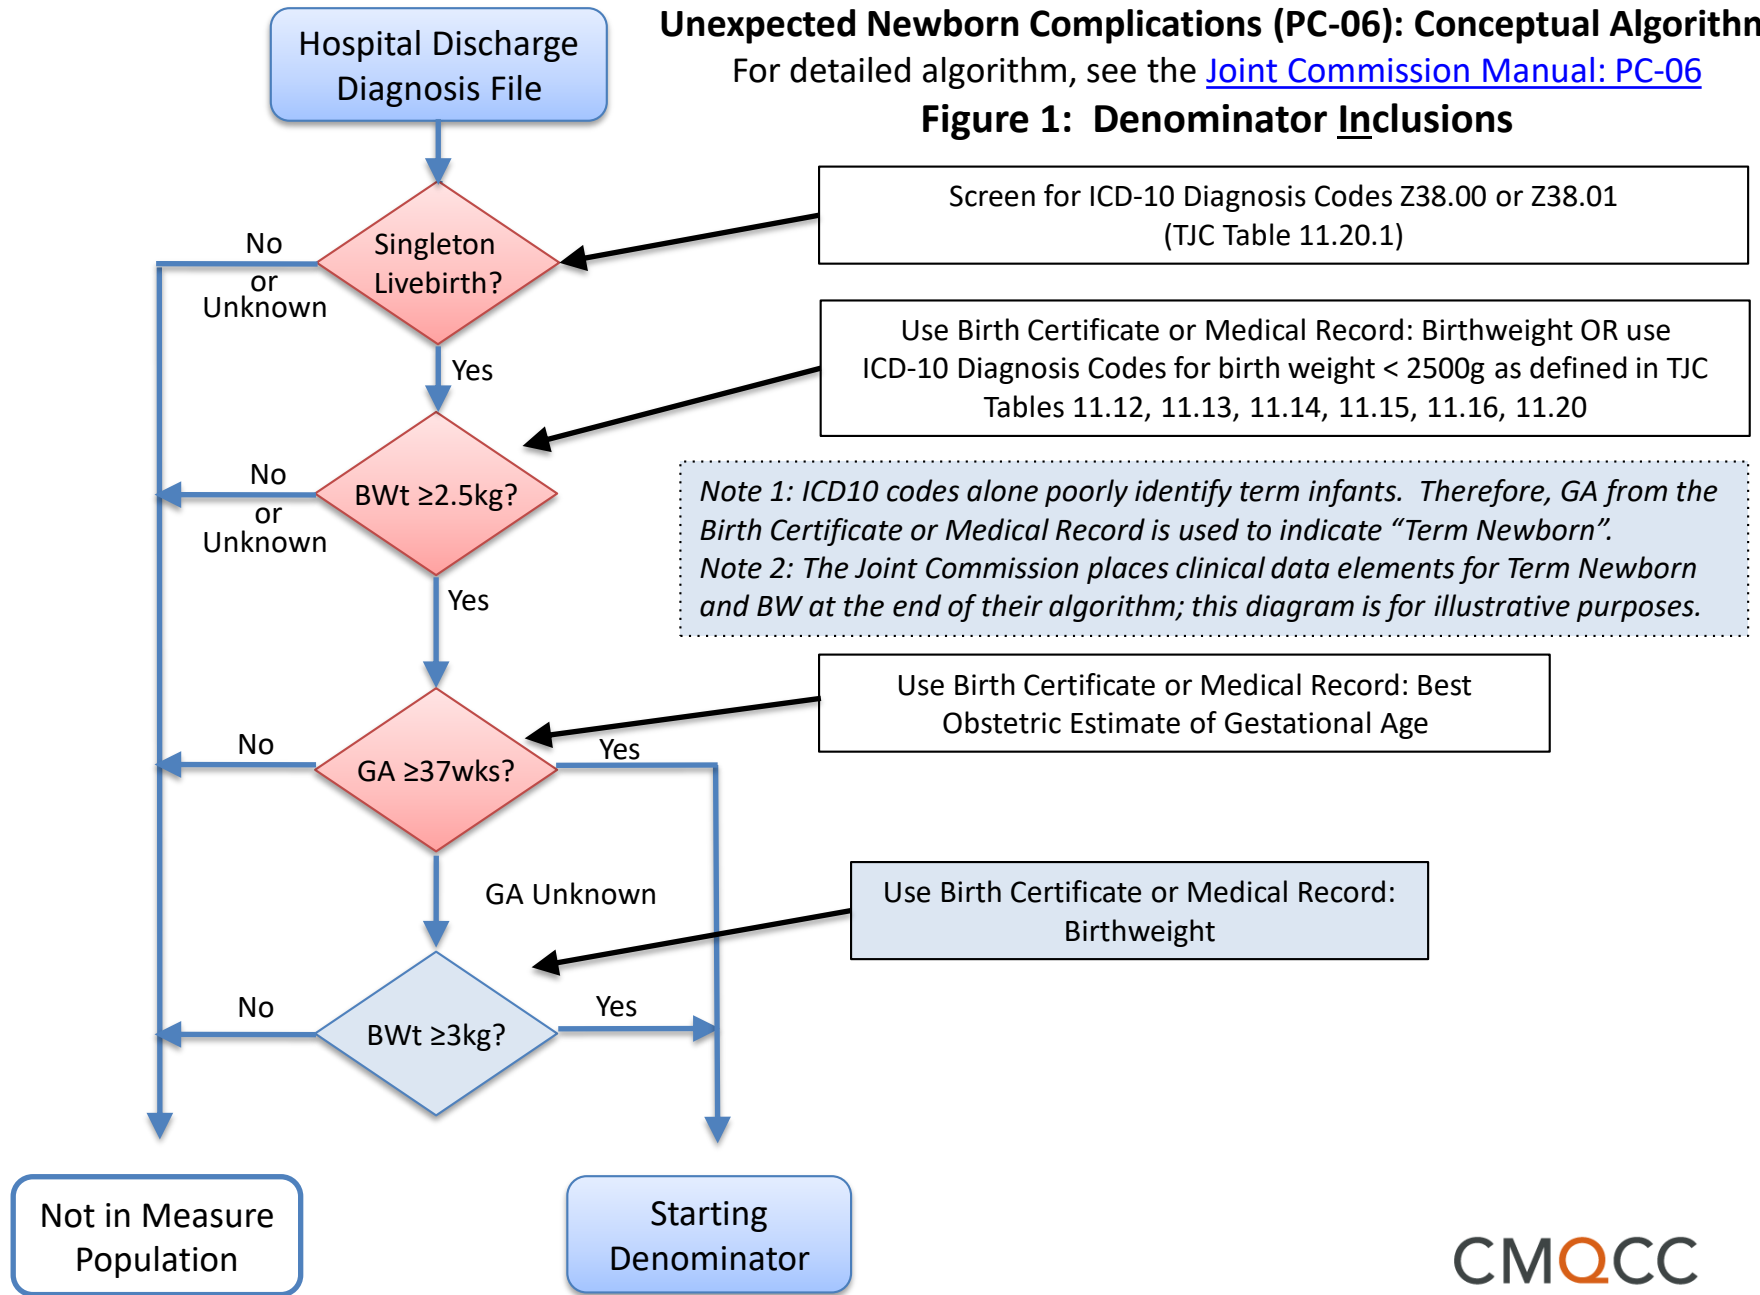 Unexpected Newborn Complications (PC-06): Conceptual Algorithm
For detailed algorithm, see the Joint Commission Manual: PC-06
Figure 1: Denominator Inclusions
Hospital Discharge
Diagnosis File
Screen for ICD-10 Diagnosis Codes Z38.00 or Z38.01
(TJC Table 11.20.1)
Singleton
Livebirth?
No
or
Unknown
Yes
Use Birth Certificate or Medical Record: Birthweight OR use
ICD-10 Diagnosis Codes for birth weight < 2500g as defined in TJC
Tables 11.12, 11.13, 11.14, 11.15, 11.16, 11.20
BWt ≥2.5kg?
No
or
Unknown
Yes
Note 1: ICD10 codes alone poorly identify term infants. Therefore, GA from the
Birth Certificate or Medical Record is used to indicate “Term Newborn”.
Note 2: The Joint Commission places clinical data elements for Term Newborn
and BW at the end of their algorithm; this diagram is for illustrative purposes.
Use Birth Certificate or Medical Record: Best
Obstetric Estimate of Gestational Age
No
GA ≥37wks?
Yes
GA Unknown
Use Birth Certificate or Medical Record:
Birthweight
No
BWt ≥3kg?
Yes
Not in Measure
Population
Starting
Denominator
CMQCC